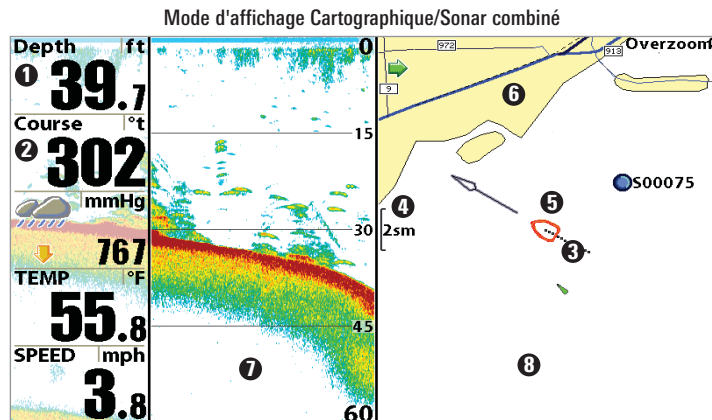 Mode d'affichage Cartographique/Sonar combiné
Depth ft
1 39.7
Course °t
2 302
mmHg
767
TEMP °F
55.8
SPEED mph
3.8
0
15
30
45
60
7
972
913
Overzoom
9
6
S00075
4
2sm
5
3
8